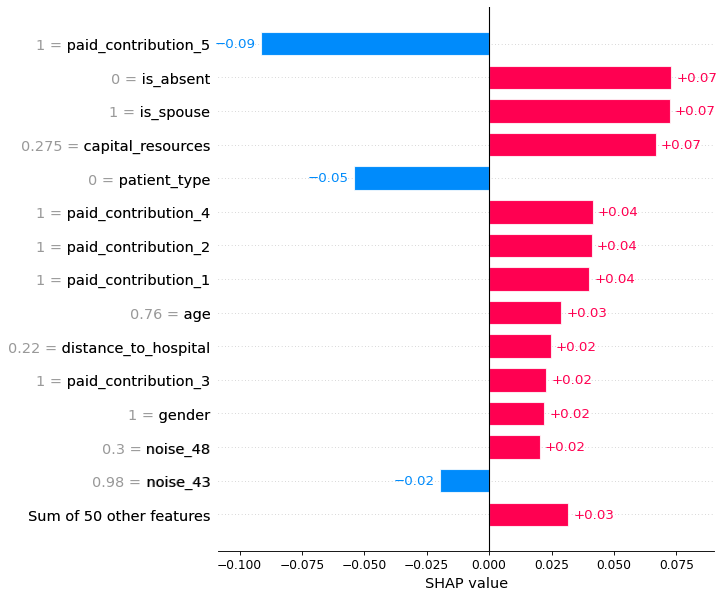 1 = paid_contribution_5 −0.09
0 = is_absent +0.07
1 = is_spouse +0.07
0.275 = capital_resources +0.07
0 = patient_type −0.05
1 = paid_contribution_4 +0.04
1 = paid_contribution_2 +0.04
1 = paid_contribution_1 +0.04
0.76 = age +0.03
0.22 = distance_to_hospital +0.02
1 = paid_contribution_3 +0.02
1 = gender +0.02
0.3 = noise_48 +0.02
0.98 = noise_43 −0.02
Sum of 50 other features +0.03
−0.100 −0.075 −0.050 −0.025 0.000 0.025 0.050 0.075
SHAP value